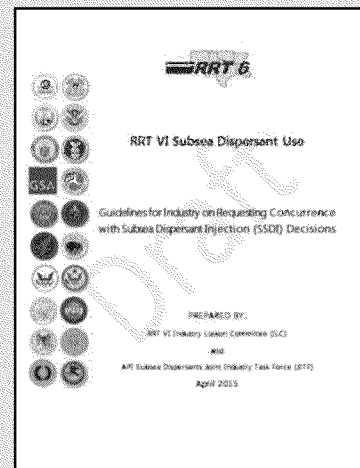 RRT 6
RRT VI Subsea Dispersant Use
GSA
Guidelines for Industry on Requesting Concurrence
with Subsea Dispersant Injection (SSDI) Decisions
Draft
PREPARED BY:
RRT VI Industry Liaison Committee (ILC)
and
API Subsea Dispersants Joint Industry Task Force (JITF)
April 2015